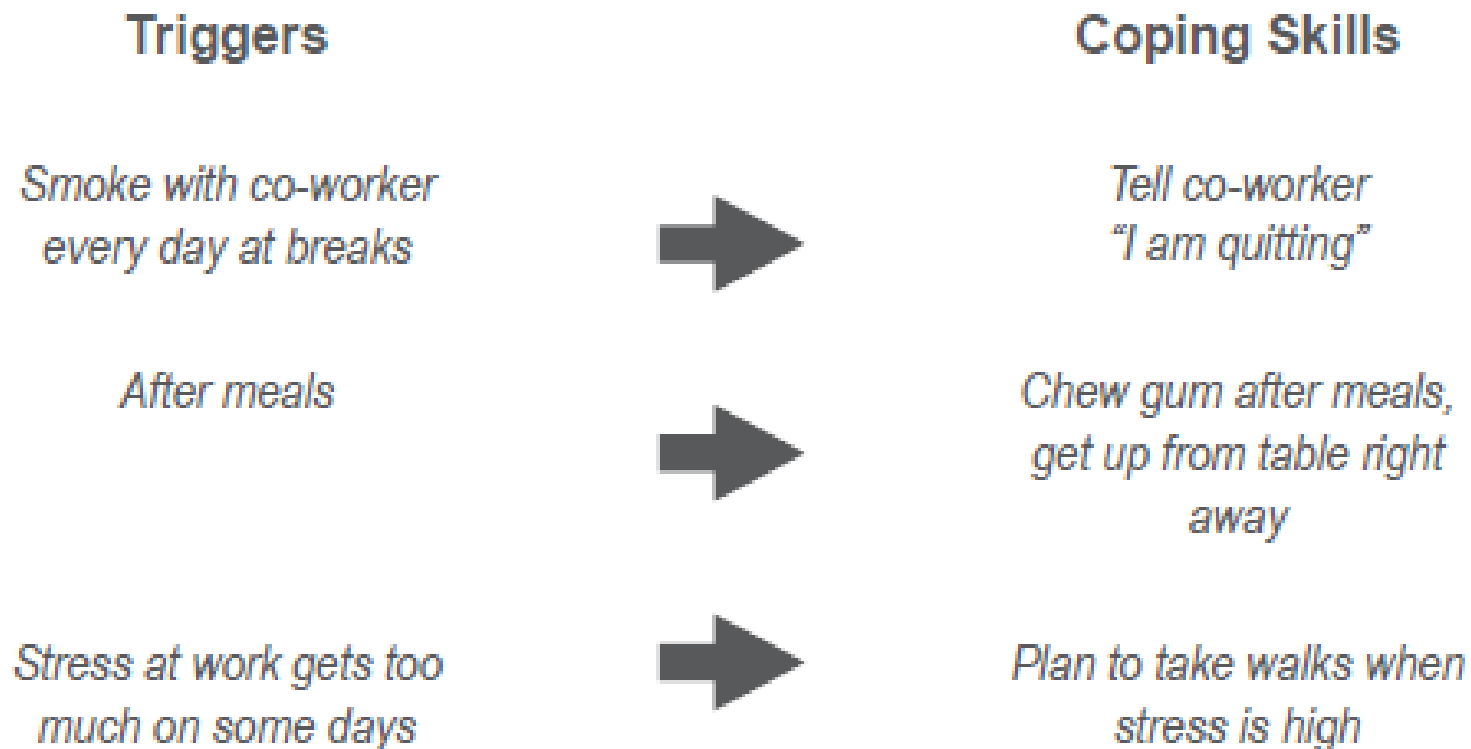 Triggers
Coping Skills
Smoke with co-worker
every day at breaks
Tell co-worker
“I am quitting”
After meals
Chew gum after meals,
get up from table right
away
Stress at work gets too
much on some days
Plan to take walks when
stress is high